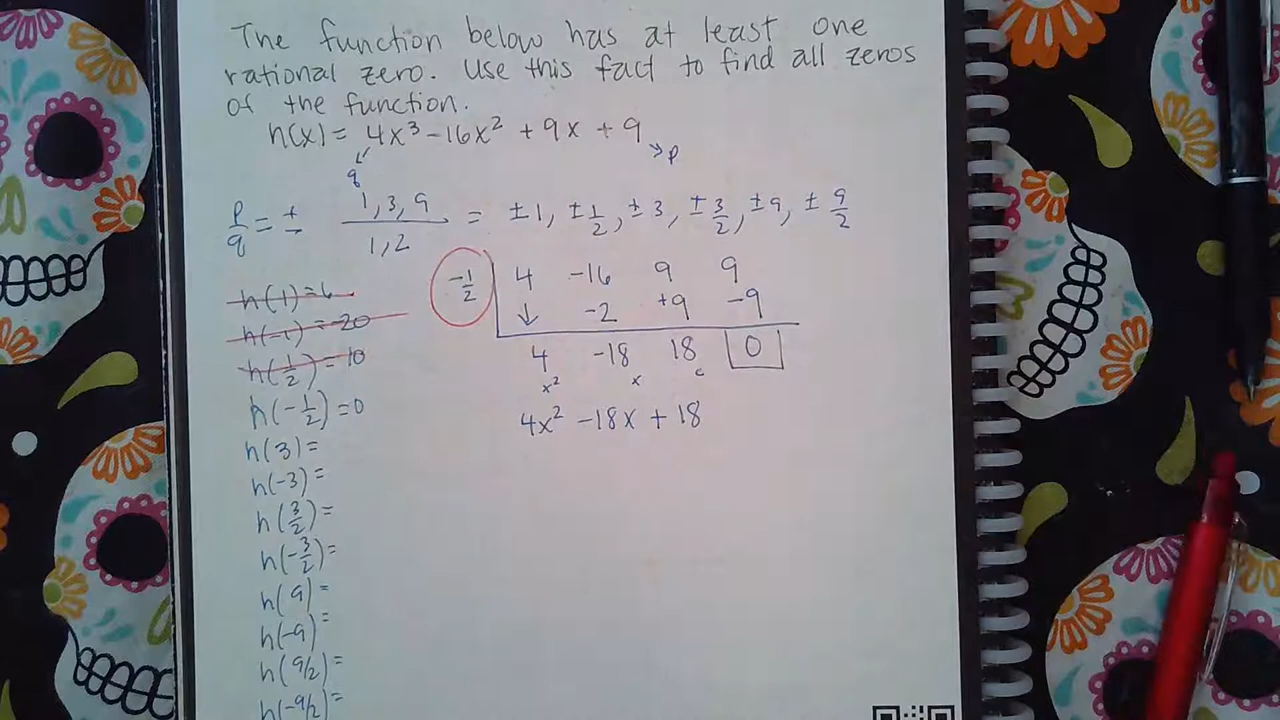 The function below has at least one
rational zero. Use this fact to find all zeros
of the function.
h(x) = 4x³ - 16x² + 9x + 9
q
p
p/q = ± 1, 3, 9 / 1, 2 = ±1, ±1/2, ±3, ±3/2, ±9, ±9/2
-1/2 4 -16 9 9
↓ -2 +9 -9
4 -18 18 0
x² x c
4x² - 18x + 18
h(1) = 6
h(-1) = -20
h(1/2) = 10
h(-1/2) = 0
h(3) =
h(-3) =
h(3/2) =
h(-3/2) =
h(9) =
h(-9) =
h(9/2) =
h(-9/2) =